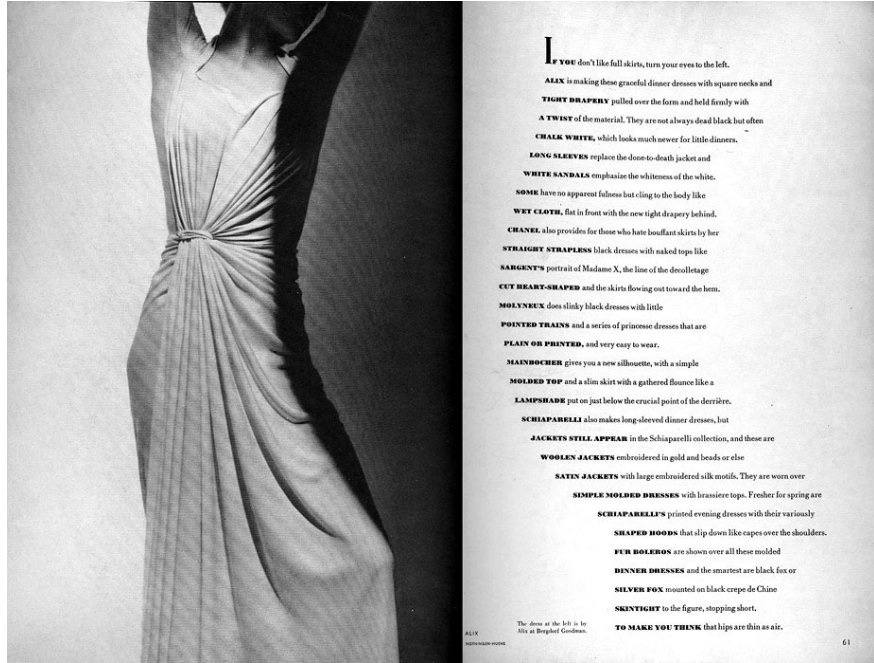 IF YOU don't like full skirts, turn your eyes to the left.
ALIX is making these graceful dinner dresses with square necks and
TIGHT DRAPERY pulled over the form and held firmly with
A TWIST of the material. They are not always dead black but often
CHALK WHITE, which looks much newer for little dinners.
LONG SLEEVES replace the done-to-death jacket and
WHITE SANDALS emphasize the whiteness of the white.
SOME have no apparent fulness but cling to the body like
WET CLOTH, flat in front with the new tight drapery behind.
CHANEL also provides for those who hate bouffant skirts by her
STRAIGHT STRAPLESS black dresses with naked tops like
SARGENT'S portrait of Madame X, the line of the decolletage
CUT HEART-SHAPED and the skirts flowing out toward the hem.
MOLYNEUX does slinky black dresses with little
POINTED TRAINS and a series of princesse dresses that are
PLAIN OR PRINTED, and very easy to wear.
MAINBOCHER gives you a new silhouette, with a simple
MOLDED TOP and a slim skirt with a gathered flounce like a
LAMPSHADE put on just below the crucial point of the derrière.
SCHIAPARELLI also makes long-sleeved dinner dresses, but
JACKETS STILL APPEAR in the Schiaparelli collection, and these are
WOOLEN JACKETS embroidered in gold and beads or else
SATIN JACKETS with large embroidered silk motifs. They are worn over
SIMPLE MOLDED DRESSES with brassiere tops. Fresher for spring are
SCHIAPARELLI'S printed evening dresses with their variously
SHAPED HOODS that slip down like capes over the shoulders.
FUR BOLEROS are shown over all these molded
DINNER DRESSES and the smartest are black fox or
SILVER FOX mounted on black crepe de Chine
SKINTIGHT to the figure, stopping short,
TO MAKE YOU THINK that hips are thin as air.
The dress at the left is by
Alix at Bergdorf Goodman.
ALIX
HOYNINGEN-HUENE
61